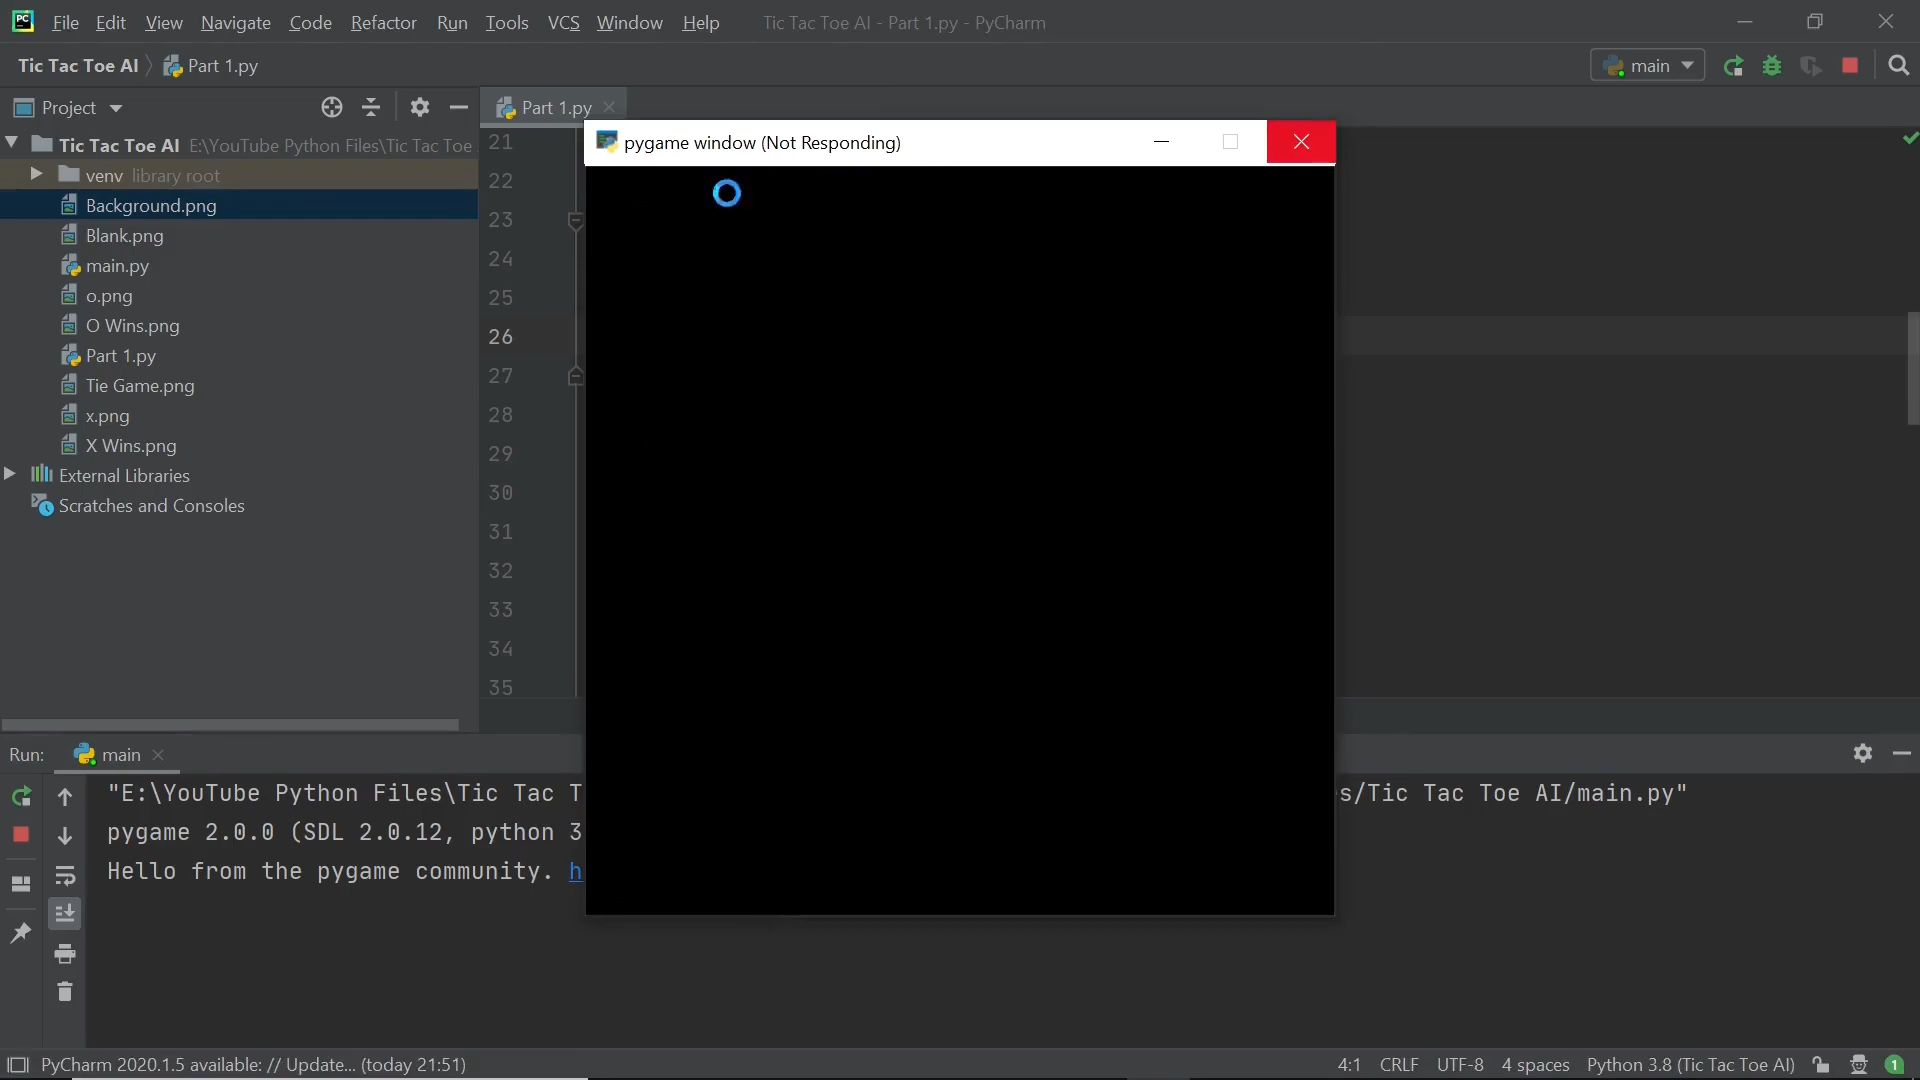 PC File Edit View Navigate Code Refactor Run Tools VCS Window Help Tic Tac Toe AI - Part 1.py - PyCharm
Tic Tac Toe AI Part 1.py main
Project Part 1.py
Tic Tac Toe AI E:\YouTube Python Files\Tic Tac Toe
venv library root
Background.png
Blank.png
main.py
o.png
O Wins.png
Part 1.py
Tie Game.png
x.png
X Wins.png
External Libraries
Scratches and Consoles
21
22
23
24
25
26
27
28
29
30
31
32
33
34
35
pygame window (Not Responding)
Run: main
"E:\YouTube Python Files\Tic Tac T s/Tic Tac Toe AI/main.py"
pygame 2.0.0 (SDL 2.0.12, python 3
Hello from the pygame community. h
PyCharm 2020.1.5 available: // Update... (today 21:51) 4:1 CRLF UTF-8 4 spaces Python 3.8 (Tic Tac Toe AI) 1